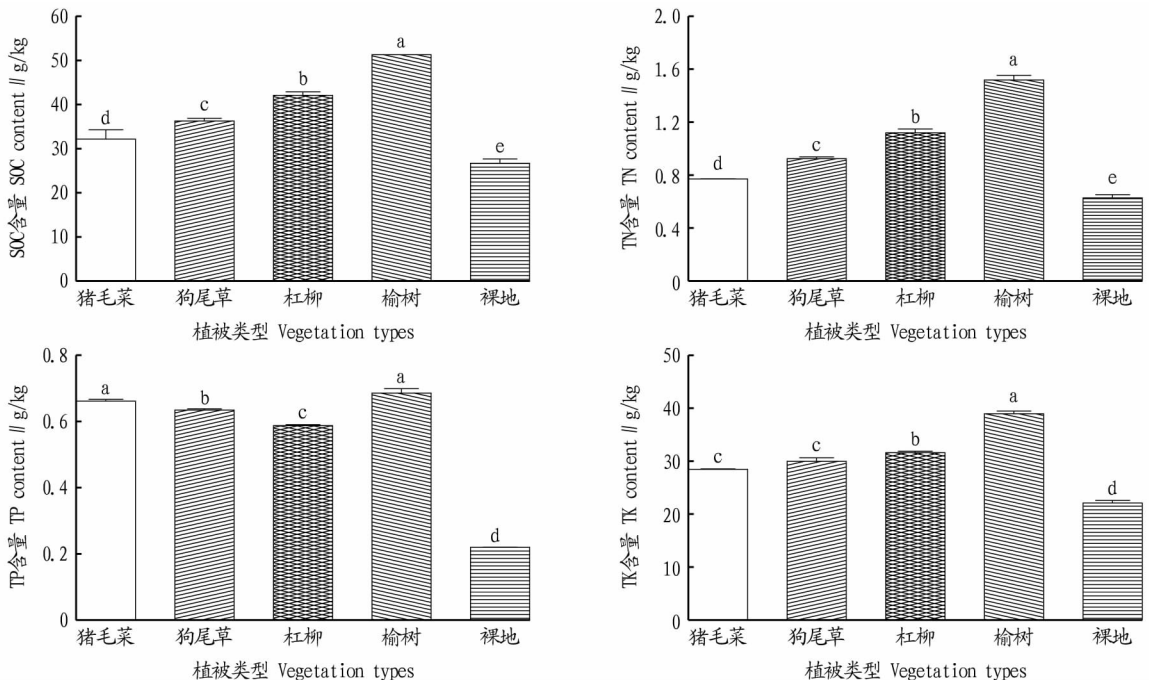 SOC含量 SOC content∥g/kg
60
50
40
30
20
10
0
d
c
b
a
e
猪毛菜 狗尾草 杠柳 榆树 裸地
植被类型 Vegetation types
TN含量 TN content∥g/kg
2.0
1.6
1.2
0.8
0.4
0
d
c
b
a
e
猪毛菜 狗尾草 杠柳 榆树 裸地
植被类型 Vegetation types
TP含量 TP content∥g/kg
0.8
0.6
0.4
0.2
0
a
b
c
a
d
猪毛菜 狗尾草 杠柳 榆树 裸地
植被类型 Vegetation types
TK含量 TK content∥g/kg
50
40
30
20
10
0
c
c
b
a
d
猪毛菜 狗尾草 杠柳 榆树 裸地
植被类型 Vegetation types